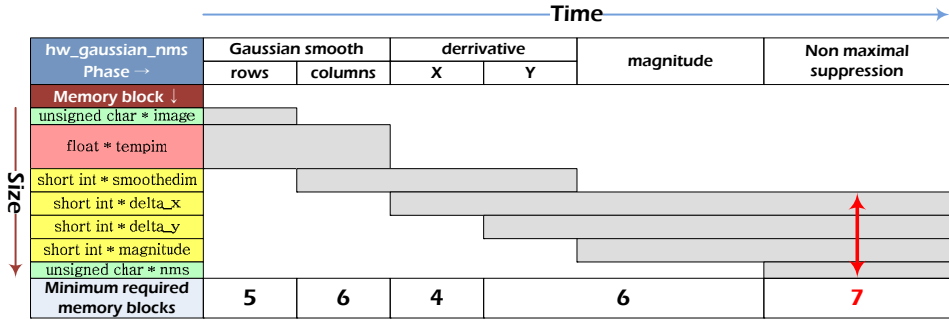 Time
hw_gaussian_nms
Phase →
Gaussian smooth
derrivative
magnitude
Non maximal
suppression
rows
columns
X
Y
Memory block ↓
unsigned char * image
float * tempim
short int * smoothedim
short int * delta_x
short int * delta_y
short int * magnitude
unsigned char * nms
Size
Minimum required
memory blocks
5
6
4
6
7